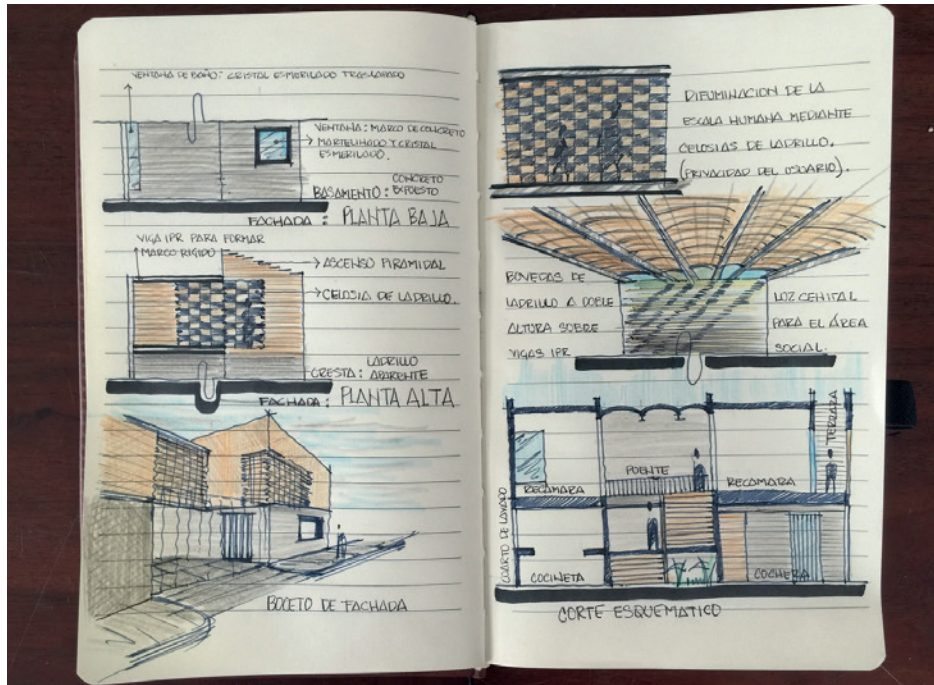 VENTANA DE BAÑO: CRISTAL ESMERILADO TRASLAPADO
VENTANA: MARCO DE CONCRETO
MARTELINADO Y CRISTAL
ESMERILADO.
BASAMENTO: CONCRETO
EXPUESTO
FACHADA: PLANTA BAJA
VIGA IPR PARA FORMAR
MARCO RIGIDO
ASCENSO PIRAMIDAL
CELOSIA DE LADRILLO.
CRESTA: LADRILLO
APARENTE
FACHADA: PLANTA ALTA
BOCETO DE FACHADA
DIFUMINACION DE LA
ESCALA HUMANA MEDIANTE
CELOSIAS DE LADRILLO.
(PRIVACIDAD DEL USUARIO).
BOVEDAS DE
LADRILLO A DOBLE
ALTURA SOBRE
VIGAS IPR
LUZ CENITAL
PARA EL ÁREA
SOCIAL.
TERRAZA
PUENTE
RECAMARA
RECAMARA
CUARTO DE LAVADO
COCINETA
COCHERA
CORTE ESQUEMATICO